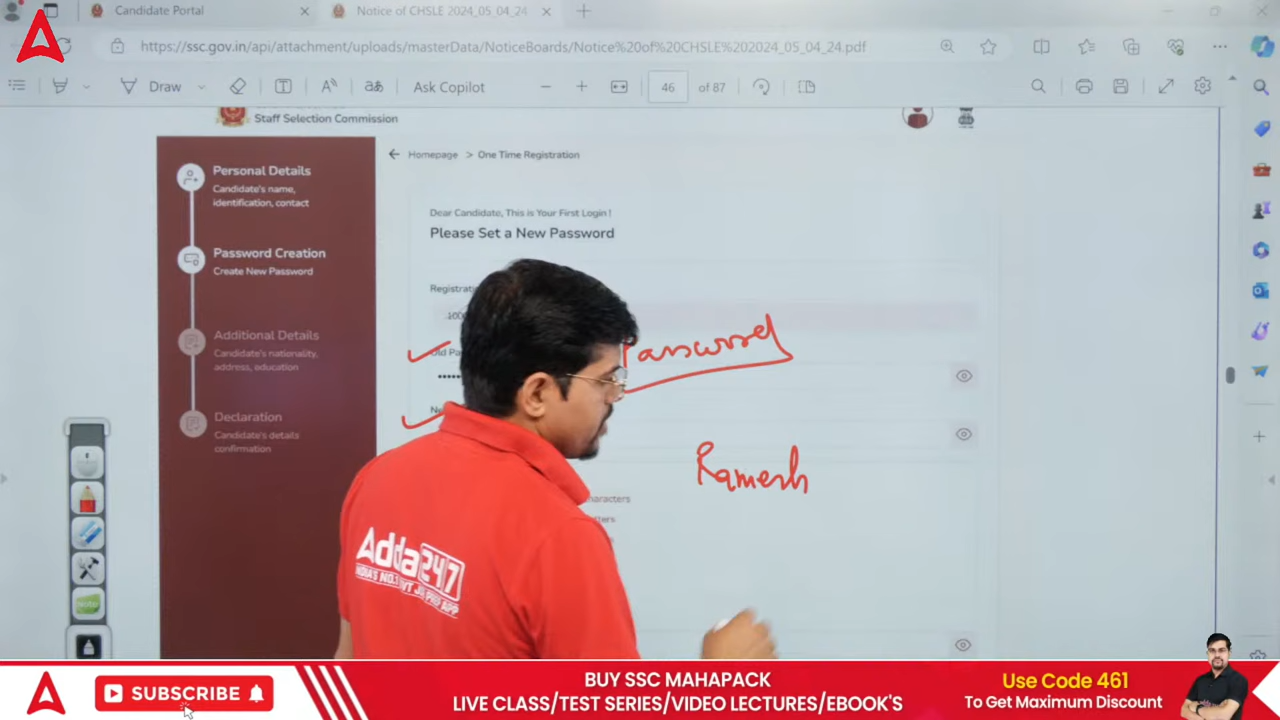 Candidate Portal
Notice of CHSLE 2024_05_04_24
https://ssc.gov.in/api/attachment/uploads/masterData/NoticeBoards/Notice%20of%20CHSLE%202024_05_04_24.pdf
Draw
Ask Copilot
46 of 87
Staff Selection Commission
Personal Details
Candidate's name,
identification, contact
Password Creation
Create New Password
Additional Details
Candidate's nationality,
address, education
Declaration
Candidate's details
confirmation
Homepage > One Time Registration
Dear Candidate, This is Your First Login !
Please Set a New Password
Ramesh
Adda247
SUBSCRIBE
BUY SSC MAHAPACK
LIVE CLASS/TEST SERIES/VIDEO LECTURES/EBOOK'S
Use Code 461
To Get Maximum Discount